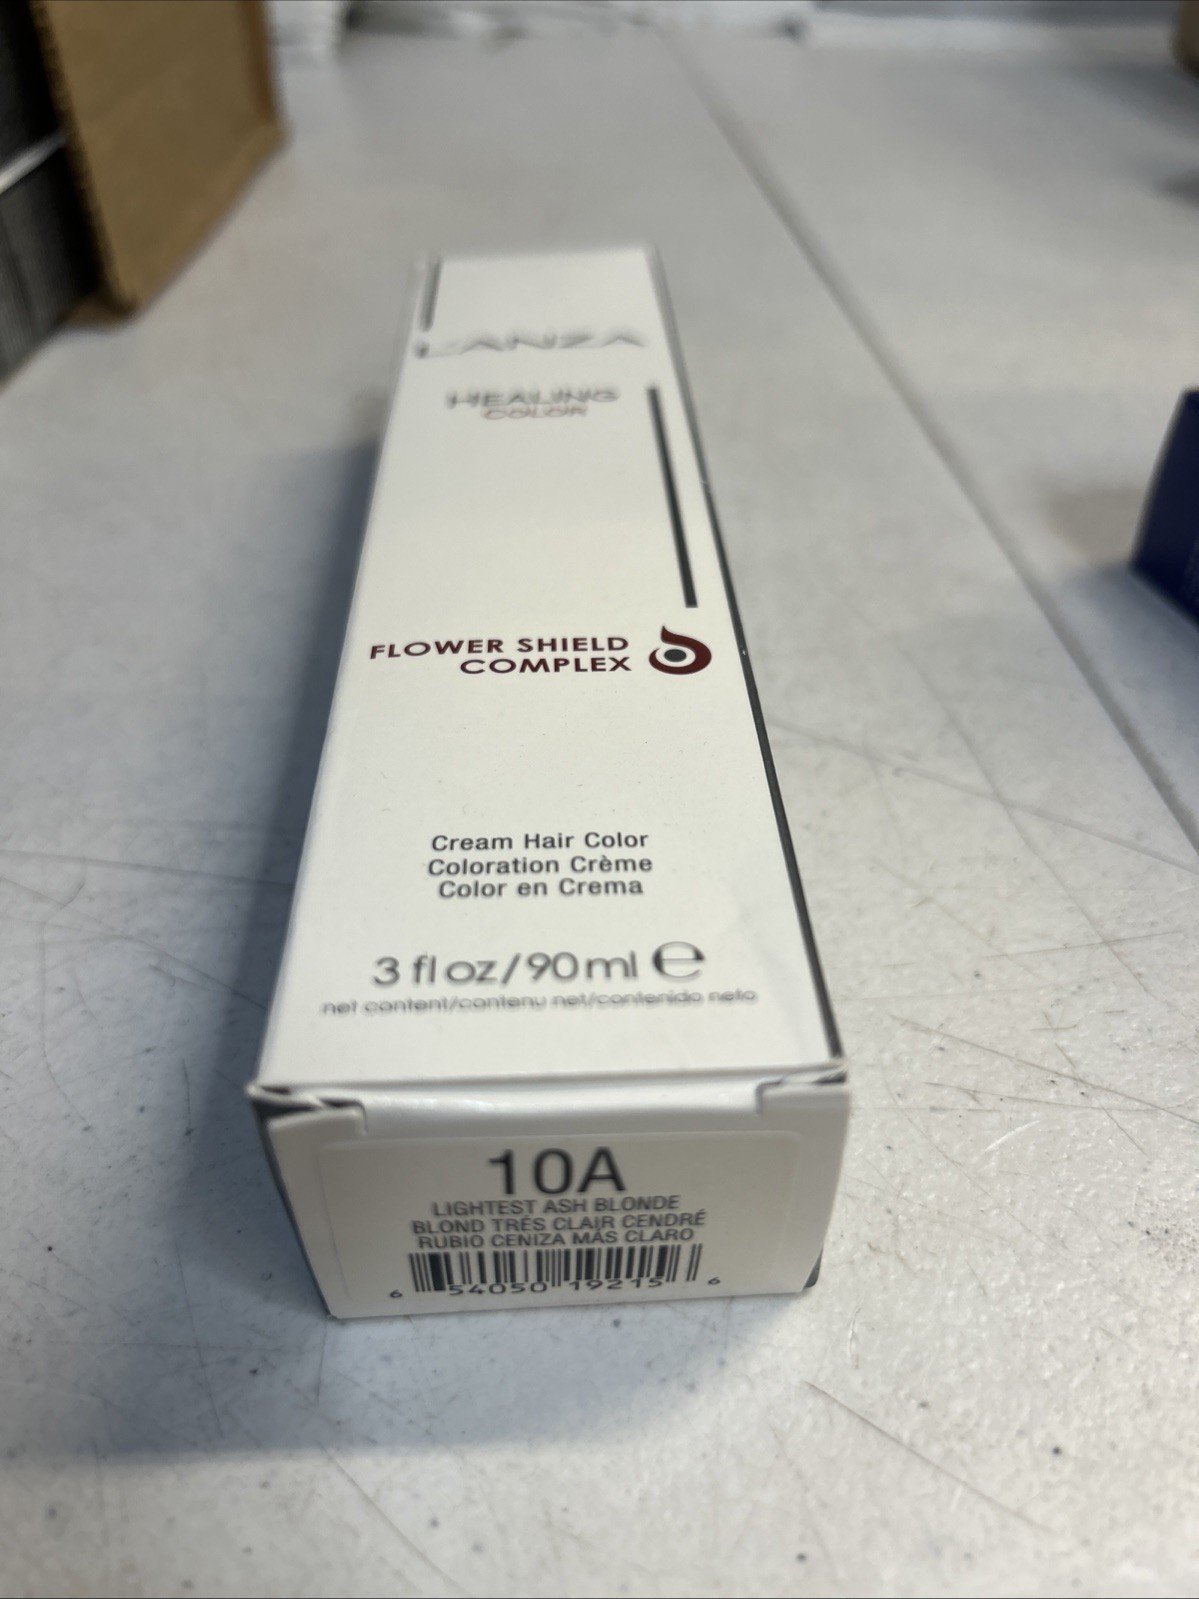 L'ANZA
HEALING
COLOR
FLOWER SHIELD
COMPLEX
Cream Hair Color
Coloration Crème
Color en Crema
3 fl oz/90ml e
net content/contenu net/contenido neto
10A
LIGHTEST ASH BLONDE
BLOND TRÉS CLAIR CENDRÉ
RUBIO CENIZA MÁS CLARO
6 54050 19215 6